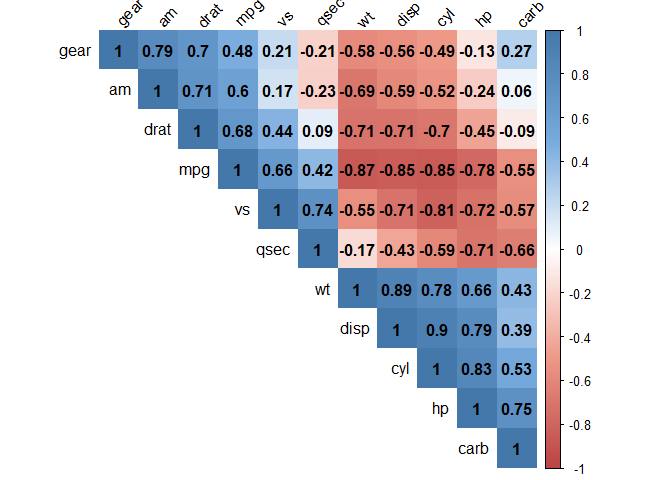 gear am drat mpg vs qsec wt disp cyl hp carb
gear 1 0.79 0.7 0.48 0.21 -0.21 -0.58 -0.56 -0.49 -0.13 0.27
am 1 0.71 0.6 0.17 -0.23 -0.69 -0.59 -0.52 -0.24 0.06
drat 1 0.68 0.44 0.09 -0.71 -0.71 -0.7 -0.45 -0.09
mpg 1 0.66 0.42 -0.87 -0.85 -0.85 -0.78 -0.55
vs 1 0.74 -0.55 -0.71 -0.81 -0.72 -0.57
qsec 1 -0.17 -0.43 -0.59 -0.71 -0.66
wt 1 0.89 0.78 0.66 0.43
disp 1 0.9 0.79 0.39
cyl 1 0.83 0.53
hp 1 0.75
carb 1
1
0.8
0.6
0.4
0.2
0
-0.2
-0.4
-0.6
-0.8
-1